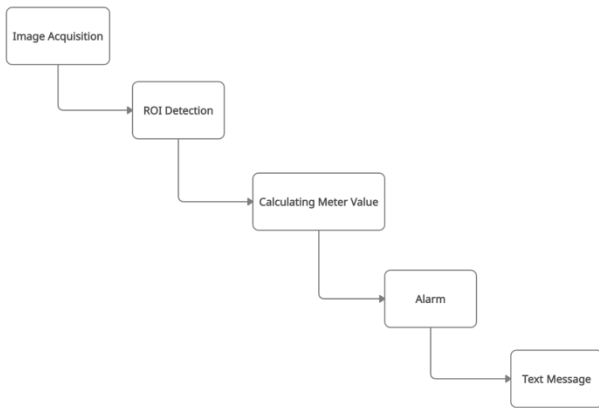 Image Acquisition
ROI Detection
Calculating Meter Value
Alarm
Text Message